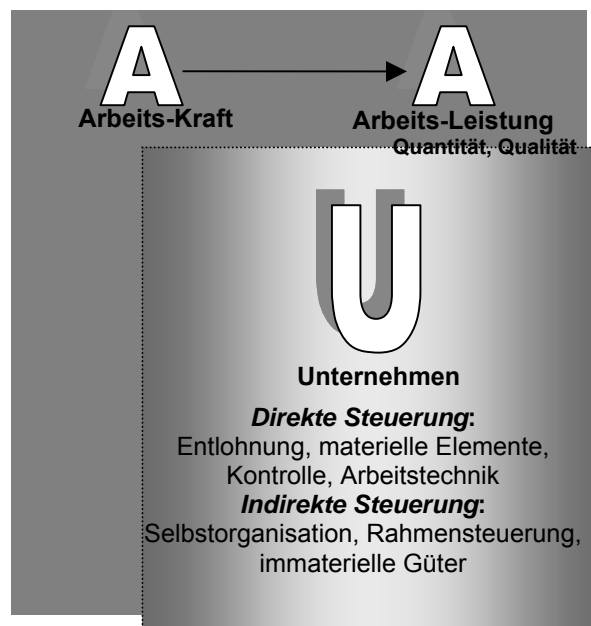 A A
Arbeits-Kraft Arbeits-Leistung
Quantität, Qualität
U
Unternehmen
Direkte Steuerung:
Entlohnung, materielle Elemente,
Kontrolle, Arbeitstechnik
Indirekte Steuerung:
Selbstorganisation, Rahmensteuerung,
immaterielle Güter